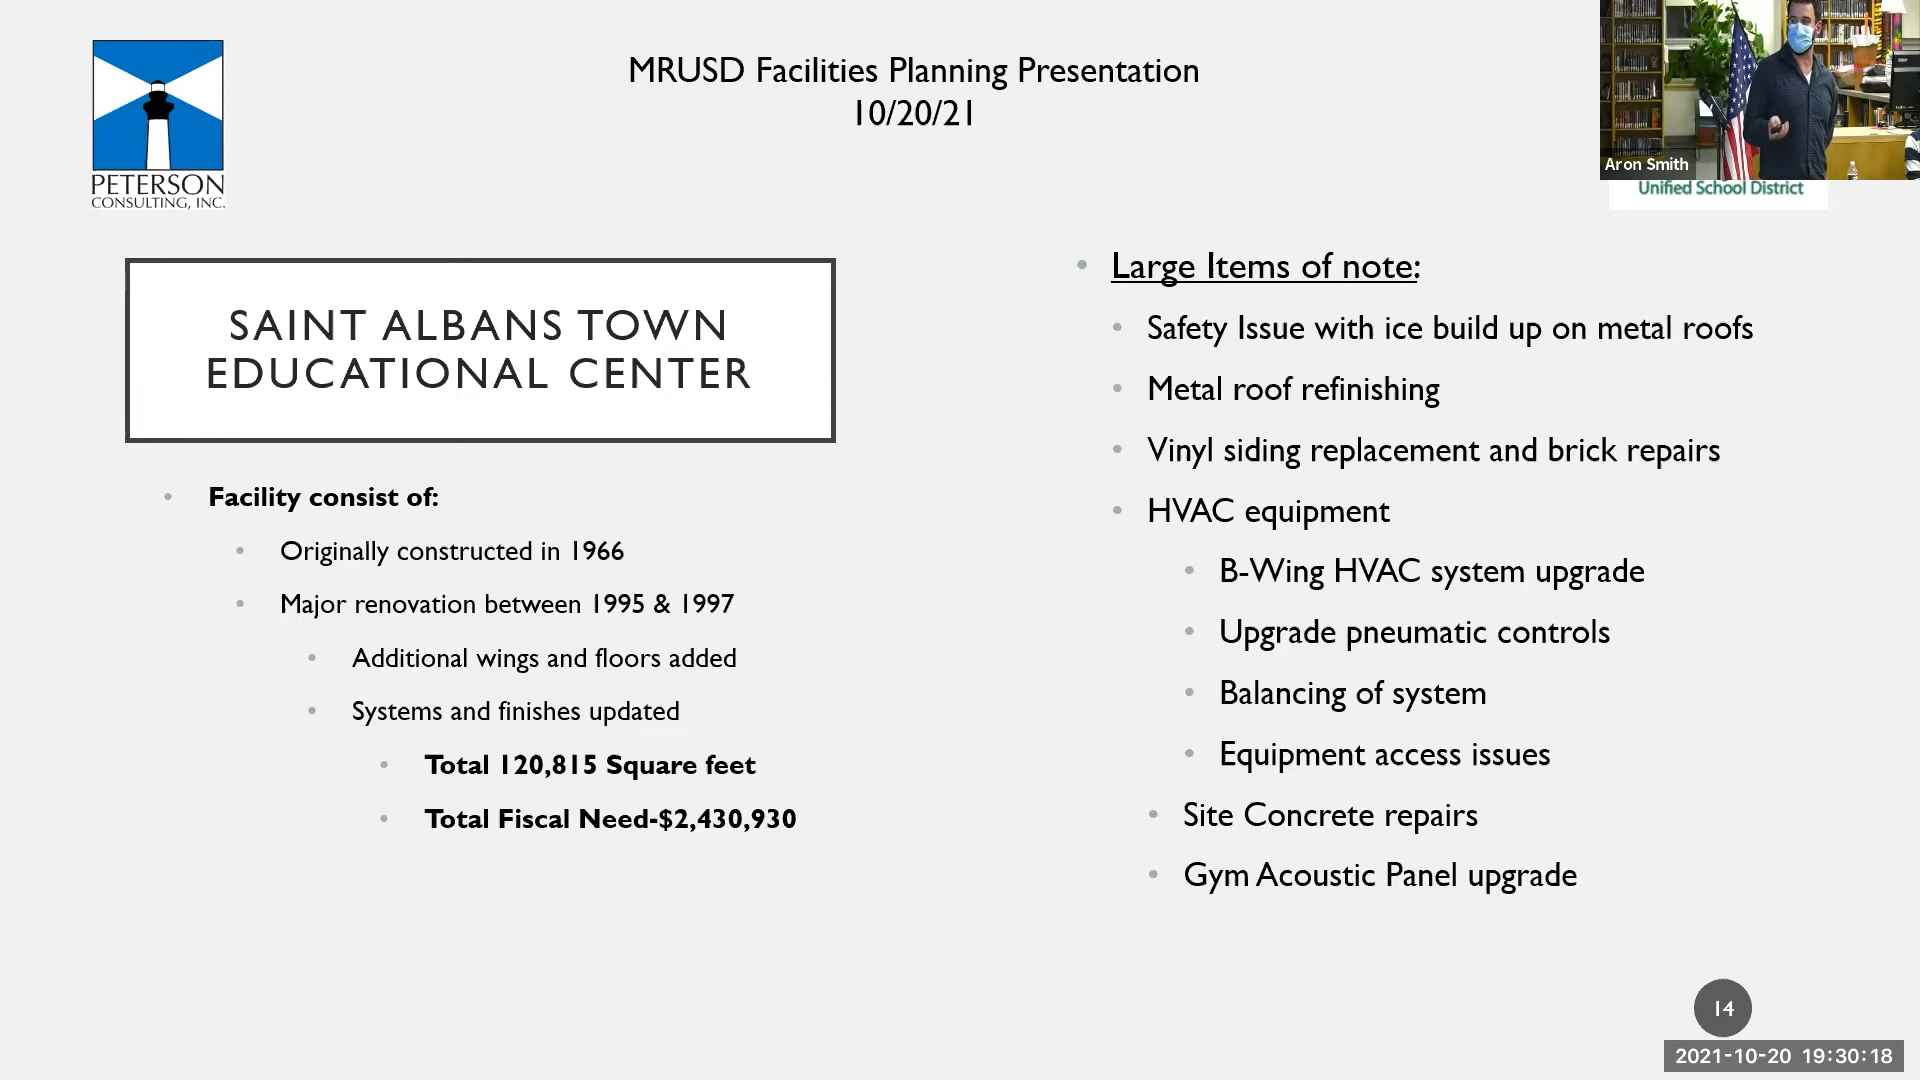 MRUSD Facilities Planning Presentation
10/20/21
PETERSON
CONSULTING, INC.
Aron Smith
Unified School District
SAINT ALBANS TOWN
EDUCATIONAL CENTER
Facility consist of:
Originally constructed in 1966
Major renovation between 1995 & 1997
Additional wings and floors added
Systems and finishes updated
Total 120,815 Square feet
Total Fiscal Need-$2,430,930
Large Items of note:
Safety Issue with ice build up on metal roofs
Metal roof refinishing
Vinyl siding replacement and brick repairs
HVAC equipment
B-Wing HVAC system upgrade
Upgrade pneumatic controls
Balancing of system
Equipment access issues
Site Concrete repairs
Gym Acoustic Panel upgrade
14
2021-10-20 19:30:18